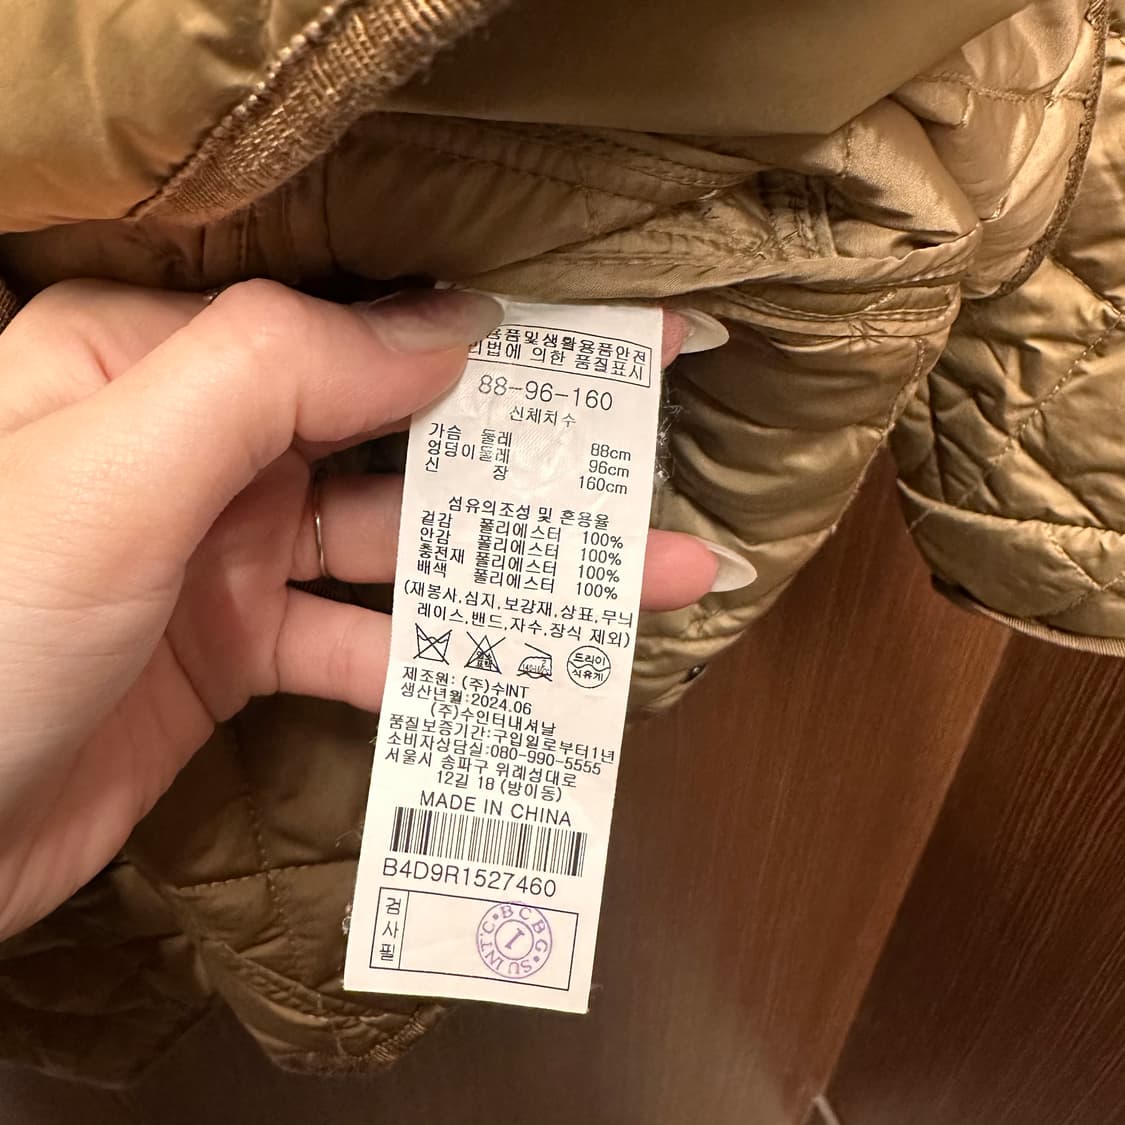 용품및생활용품안전
리법에 의한 품질표시
88-96-160
신체치수
가슴 둘레 88cm
엉덩이둘레 96cm
신 장 160cm
섬유의조성 및 혼용율
겉감 폴리에스터 100%
안감 폴리에스터 100%
충전재 폴리에스터 100%
배색 폴리에스터 100%
(재봉사,심지,보강재,상표,무늬
레이스,밴드,자수,장식 제외)
염소
표백
드라이
석유계
제조원: (주)수INT
생산년월:2024.06
(주)수인터내셔날
품질보증기간:구입일로부터1년
소비자상담실:080-990-5555
서울시 송파구 위례성대로
12길 18 (방이동)
MADE IN CHINA
B4D9R1527460
검
사
필
BCBG
SU INT.C
1